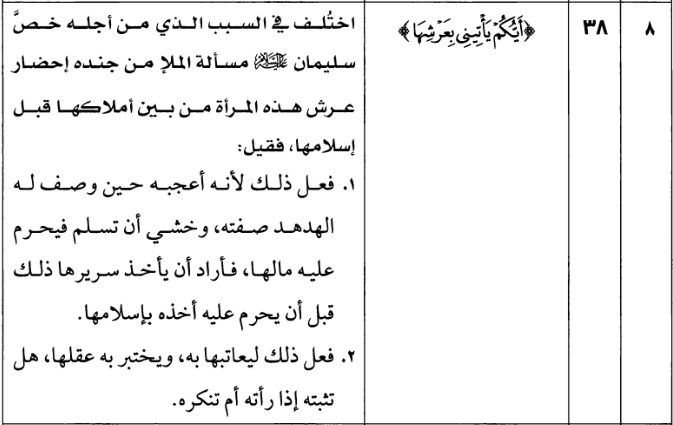 ٨
٣٨
﴿أَيُّكُمْ يَأْتِينِي بِعَرْشِهَا﴾
اختُلف في السبب الذي من أجله خصَّ
سليمان عليه السلام مسألة الملإ من جنده إحضار
عرش هذه المرأة من بين أملاكها قبل
إسلامها، فقيل:
١. فعل ذلك لأنه أعجبه حين وصف له
الهدهد صفته، وخشي أن تسلم فيحرم
عليه مالها، فأراد أن يأخذ سريرها ذلك
قبل أن يحرم عليه أخذه بإسلامها.
٢. فعل ذلك ليعاتبها به، ويختبر به عقلها، هل
تثبته إذا رأته أم تنكره.